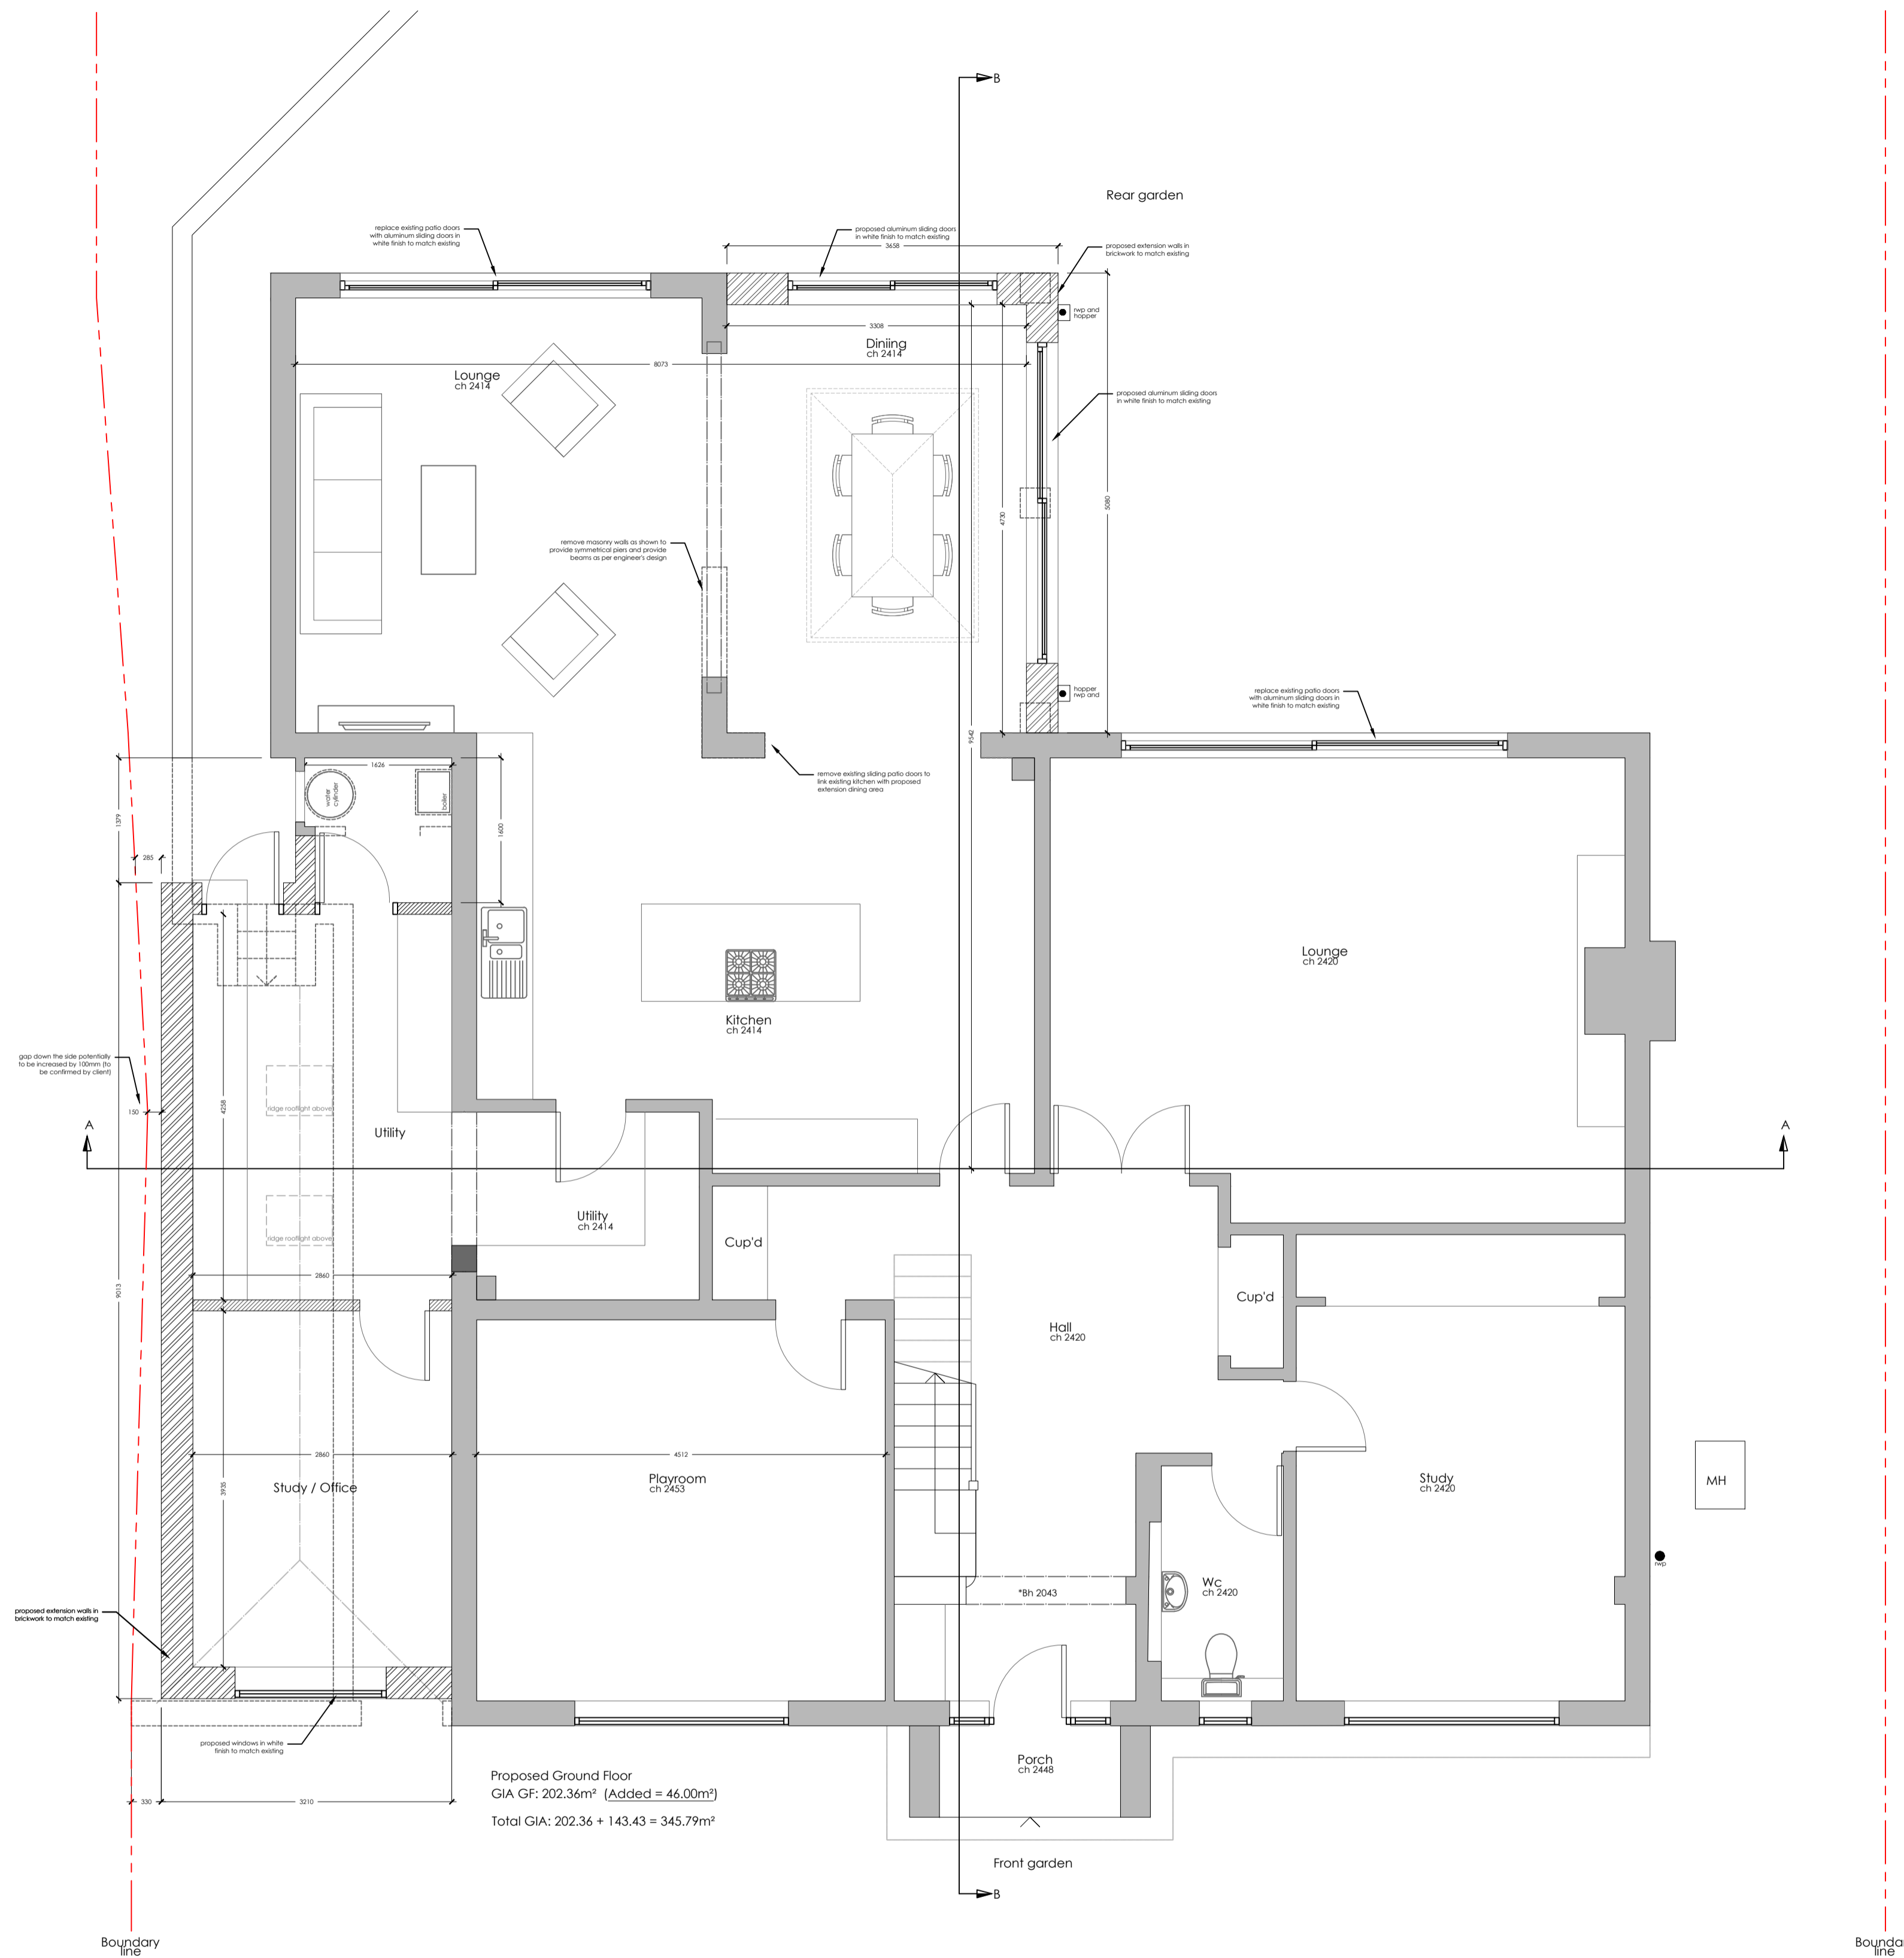 B
Rear garden
replace existing patio doors
with aluminum sliding doors in
white finish to match existing
proposed aluminum sliding doors
in white finish to match existing
3658
proposed extension walls in
brickwork to match existing
rwp and
hopper
3308
Diniing
ch 2414
8073
Lounge
ch 2414
proposed aluminum sliding doors
in white finish to match existing
5080
4730
remove masonry walls as shown to
provide symmetrical piers and provide
beams as per engineer's design
hopper
rwp and
replace existing patio doors
with aluminum sliding doors in
white finish to match existing
9542
1626
water
cylinder
boiler
remove existing sliding patio doors to
link existing kitchen with proposed
extension dining area
1379
1600
285
Lounge
ch 2420
Kitchen
ch 2414
gap down the side potentially
to be increased by 100mm (to
be confirmed by client)
150
4258
ridge rooflight above
Utility
A
A
Utility
ch 2414
ridge rooflight above
Cup'd
2860
9013
Cup'd
Hall
ch 2420
2860
4512
3935
Study / Office
Playroom
ch 2453
Study
ch 2420
MH
rwp
*Bh 2043
Wc
ch 2420
proposed extension walls in
brickwork to match existing
proposed windows in white
finish to match existing
Porch
ch 2448
330
3210
Proposed Ground Floor
GIA GF: 202.36m² (Added = 46.00m²)
Total GIA: 202.36 + 143.43 = 345.79m²
Front garden
B
Boundary
line
Bounda
line